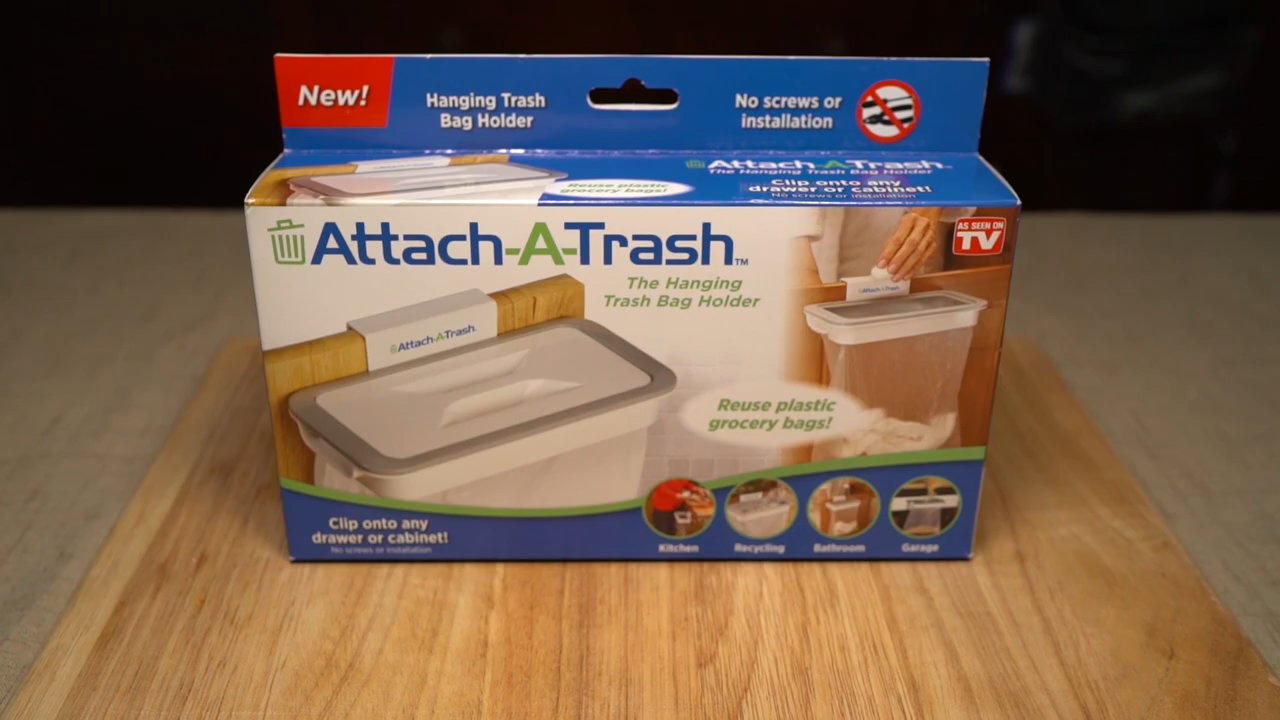 New!
Hanging Trash
Bag Holder
No screws or
installation
Reuse plastic
grocery bags!
Attach-A-Trash™
The Hanging Trash Bag Holder
Clip onto any
drawer or cabinet!
No screws or installation
Attach-A-Trash™
The Hanging
Trash Bag Holder
AS SEEN ON
TV
Attach-A-Trash
Attach-A-Trash
Reuse plastic
grocery bags!
Clip onto any
drawer or cabinet!
No screws or installation
Kitchen
Recycling
Bathroom
Garage